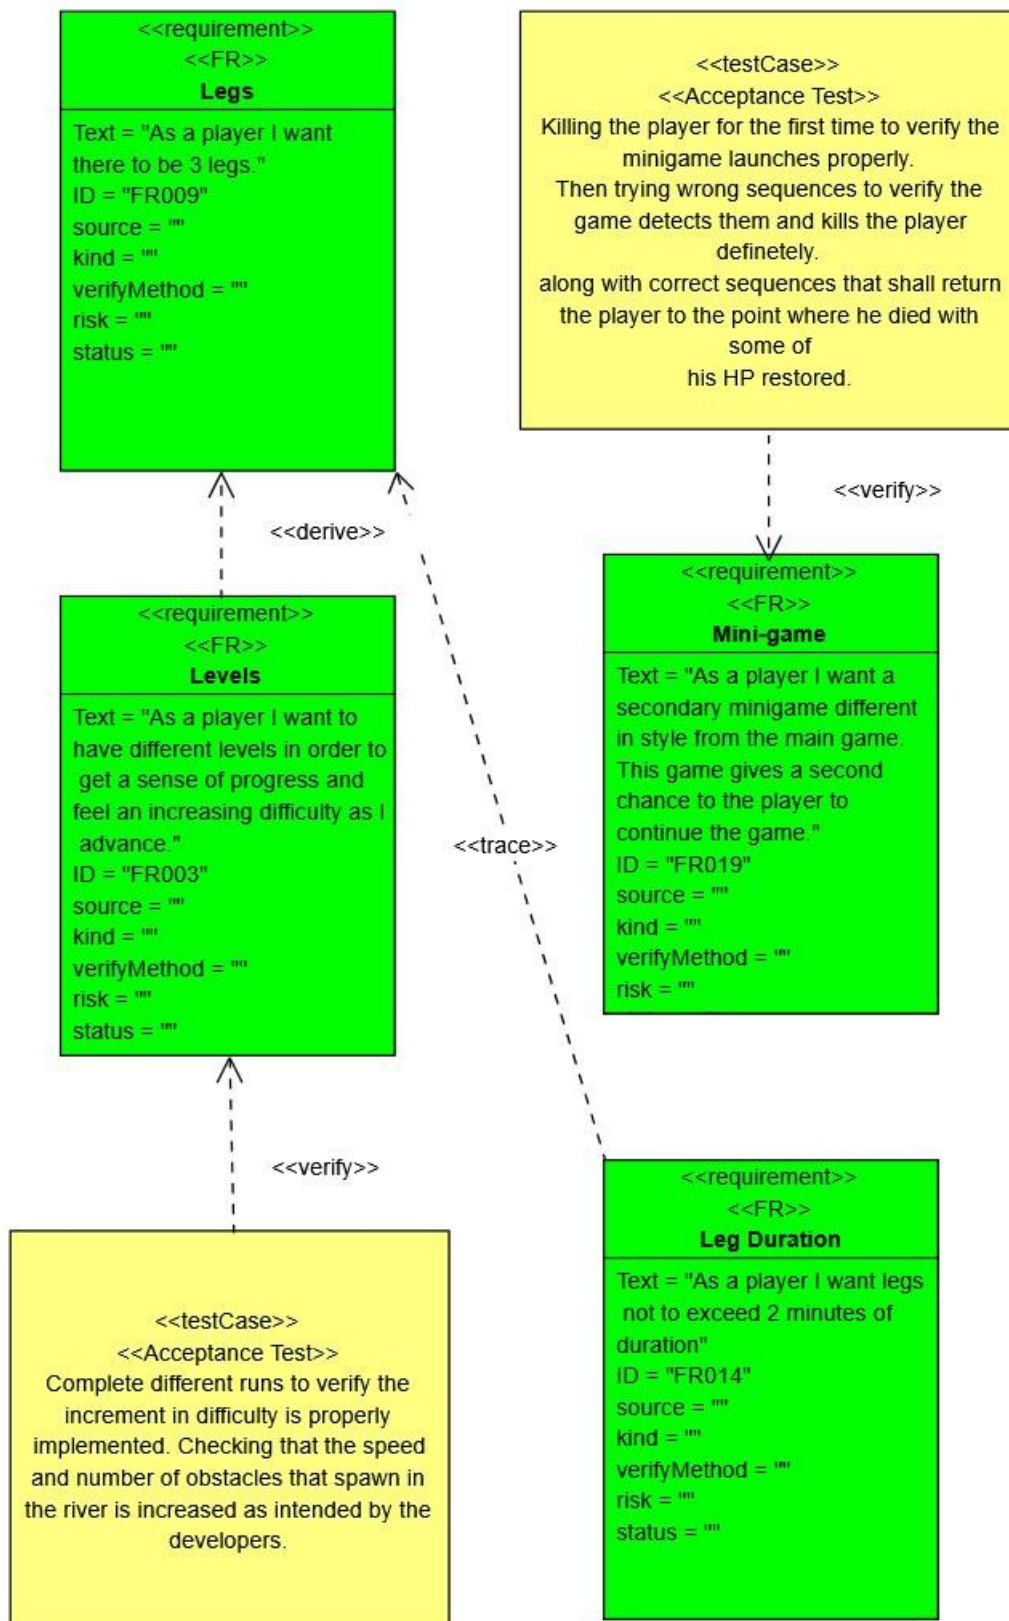 <<requirement>>
<<FR>>
Legs
Text = "As a player I want
there to be 3 legs."
ID = "FR009"
source = ""
kind = ""
verifyMethod = ""
risk = ""
status = ""
<<testCase>>
<<Acceptance Test>>
Killing the player for the first time to verify the
minigame launches properly.
Then trying wrong sequences to verify the
game detects them and kills the player
definetely.
along with correct sequences that shall return
the player to the point where he died with
some of
his HP restored.
<<derive>>
<<verify>>
<<requirement>>
<<FR>>
Levels
Text = "As a player I want to
have different levels in order to
get a sense of progress and
feel an increasing difficulty as I
advance."
ID = "FR003"
source = ""
kind = ""
verifyMethod = ""
risk = ""
status = ""
<<requirement>>
<<FR>>
Mini-game
Text = "As a player I want a
secondary minigame different
in style from the main game.
This game gives a second
chance to the player to
continue the game."
ID = "FR019"
source = ""
kind = ""
verifyMethod = ""
risk = ""
<<trace>>
<<verify>>
<<testCase>>
<<Acceptance Test>>
Complete different runs to verify the
increment in difficulty is properly
implemented. Checking that the speed
and number of obstacles that spawn in
the river is increased as intended by the
developers.
<<requirement>>
<<FR>>
Leg Duration
Text = "As a player I want legs
not to exceed 2 minutes of
duration"
ID = "FR014"
source = ""
kind = ""
verifyMethod = ""
risk = ""
status = ""